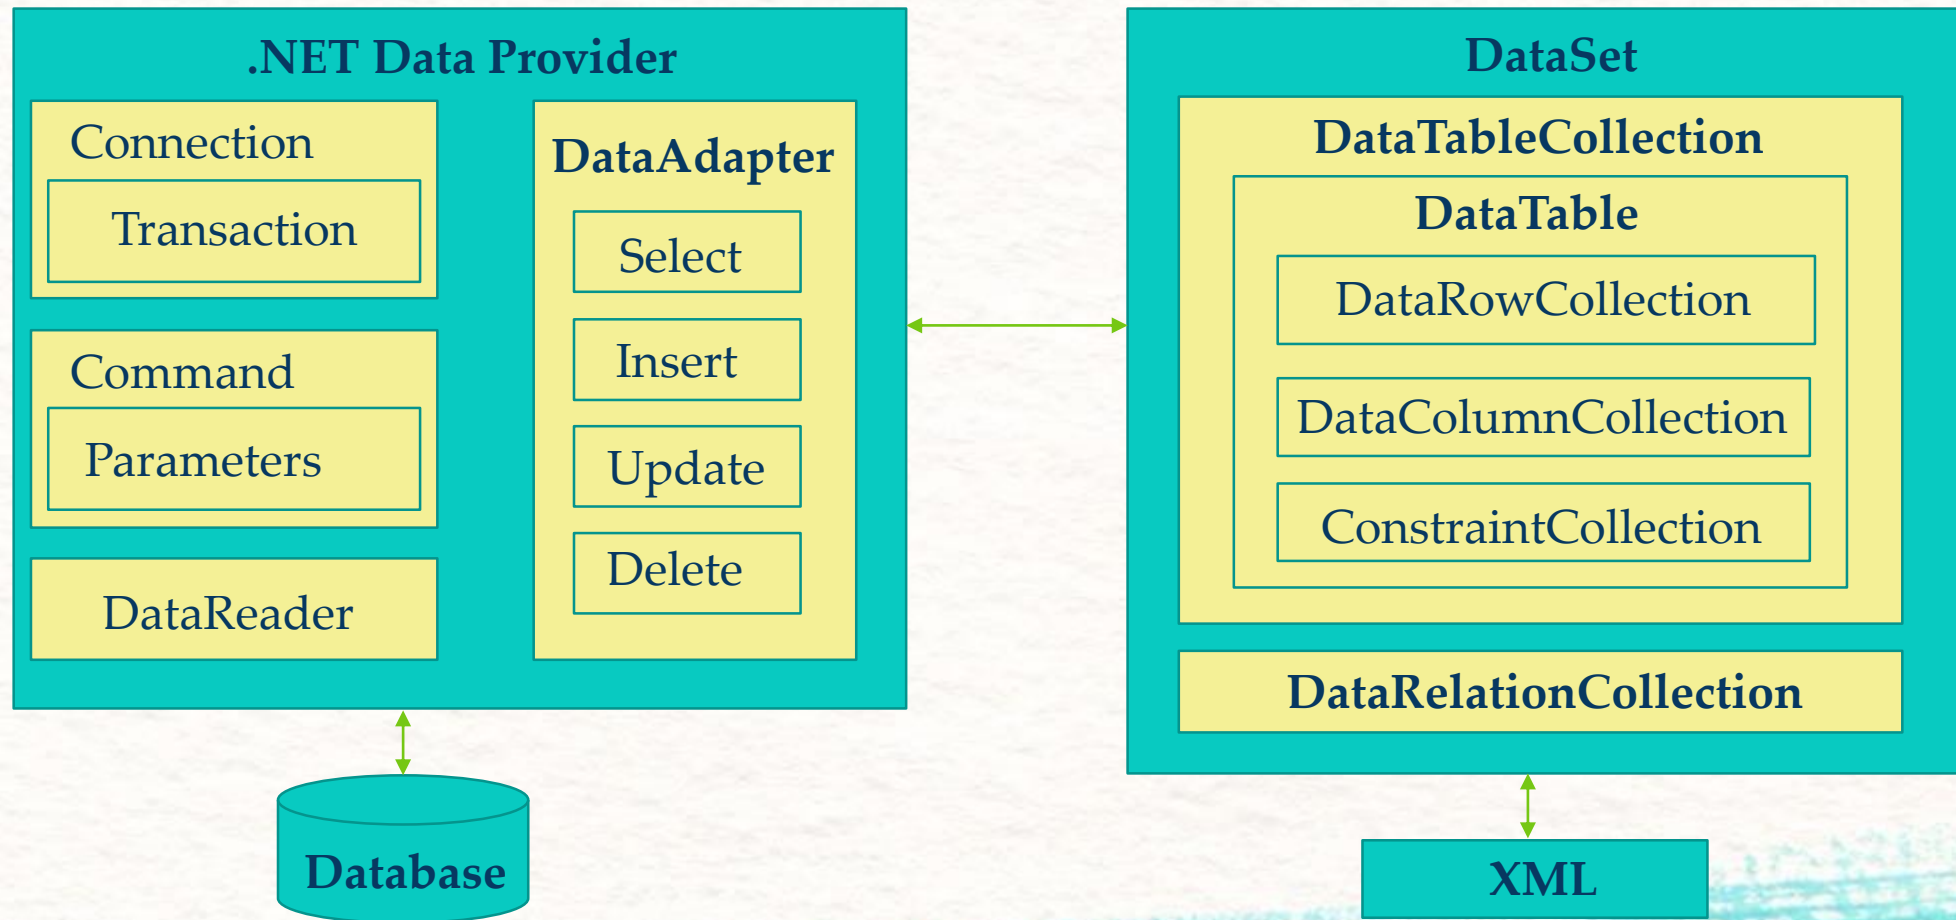 .NET Data Provider
Connection
Transaction
Command
Parameters
DataReader
DataAdapter
Select
Insert
Update
Delete
Database
DataSet
DataTableCollection
DataTable
DataRowCollection
DataColumnCollection
ConstraintCollection
DataRelationCollection
XML